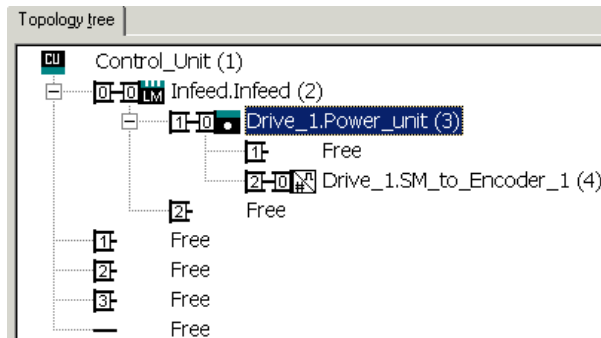 Topology tree
CU Control_Unit (1)
0 0 LM Infeed.Infeed (2)
1 0 Drive_1.Power_unit (3)
1 Free
2 0 # Drive_1.SM_to_Encoder_1 (4)
2 Free
1 Free
2 Free
3 Free
Free